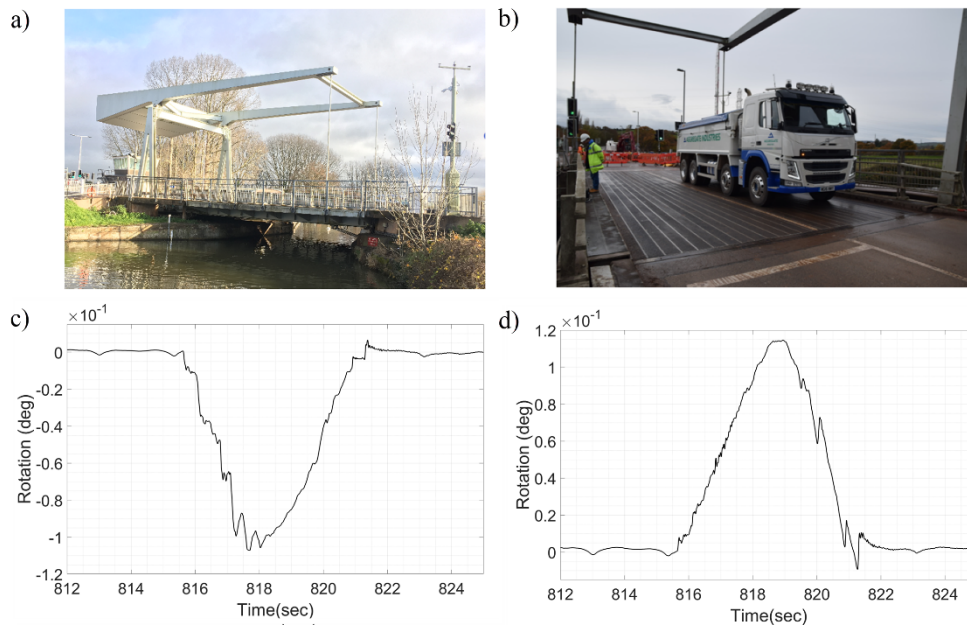 a)
b)
AGGREGATE INDUSTRIES
c)
×10⁻¹
0
-0.2
-0.4
-0.6
-0.8
-1
-1.2
Rotation (deg)
812 814 816 818 820 822 824
Time(sec)
d)
×10⁻¹
1.2
1
0.8
0.6
0.4
0.2
0
Rotation (deg)
812 814 816 818 820 822 824
Time(sec)